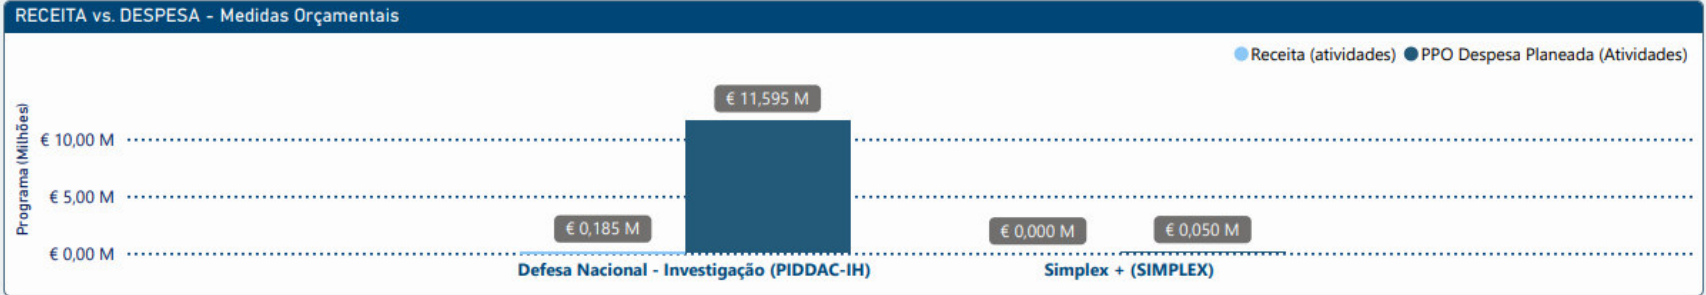 RECEITA vs. DESPESA - Medidas Orçamentais
Receita (atividades) PPO Despesa Planeada (Atividades)
Programa (Milhões)
€ 11,595 M
€ 10,00 M
€ 5,00 M
€ 0,185 M € 0,000 M € 0,050 M
€ 0,00 M
Defesa Nacional - Investigação (PIDDAC-IH) Simplex + (SIMPLEX)